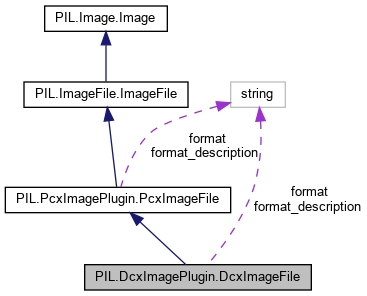 PIL.Image.Image
PIL.ImageFile.ImageFile
string
format
format_description
PIL.PcxImagePlugin.PcxImageFile
format
format_description
PIL.DcxImagePlugin.DcxImageFile